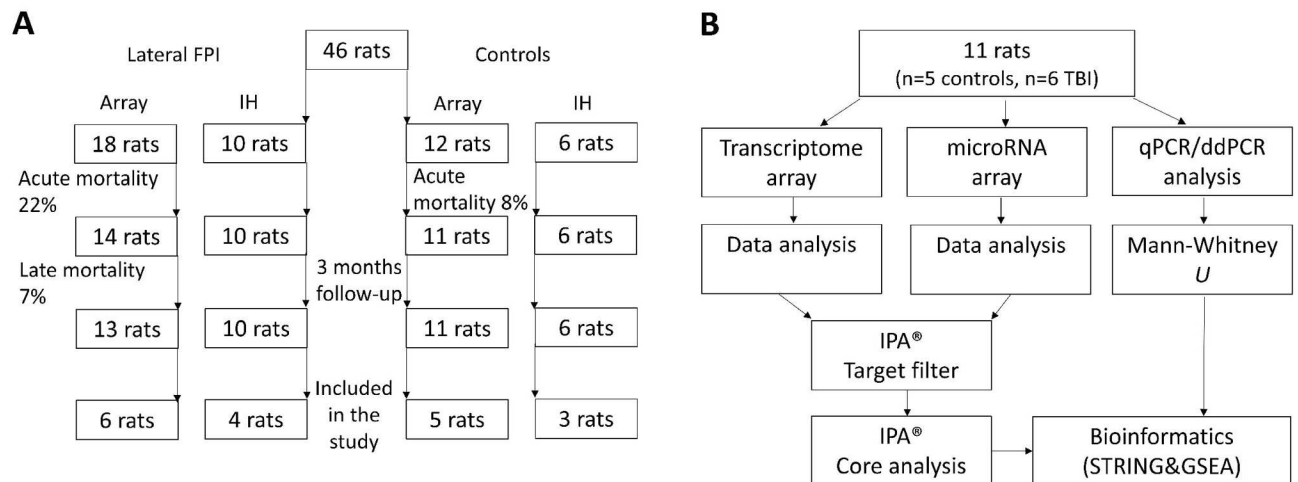 A
46 rats
Lateral FPI
Controls
Array
IH
Array
IH
18 rats
10 rats
12 rats
6 rats
Acute mortality
22%
Acute
mortality 8%
14 rats
10 rats
11 rats
6 rats
Late mortality
7%
3 months
follow-up
13 rats
10 rats
11 rats
6 rats
Included
in the
study
6 rats
4 rats
5 rats
3 rats
B
11 rats
(n=5 controls, n=6 TBI)
Transcriptome
array
microRNA
array
qPCR/ddPCR
analysis
Data analysis
Data analysis
Mann-Whitney
U
IPA®
Target filter
IPA®
Core analysis
Bioinformatics
(STRING&GSEA)